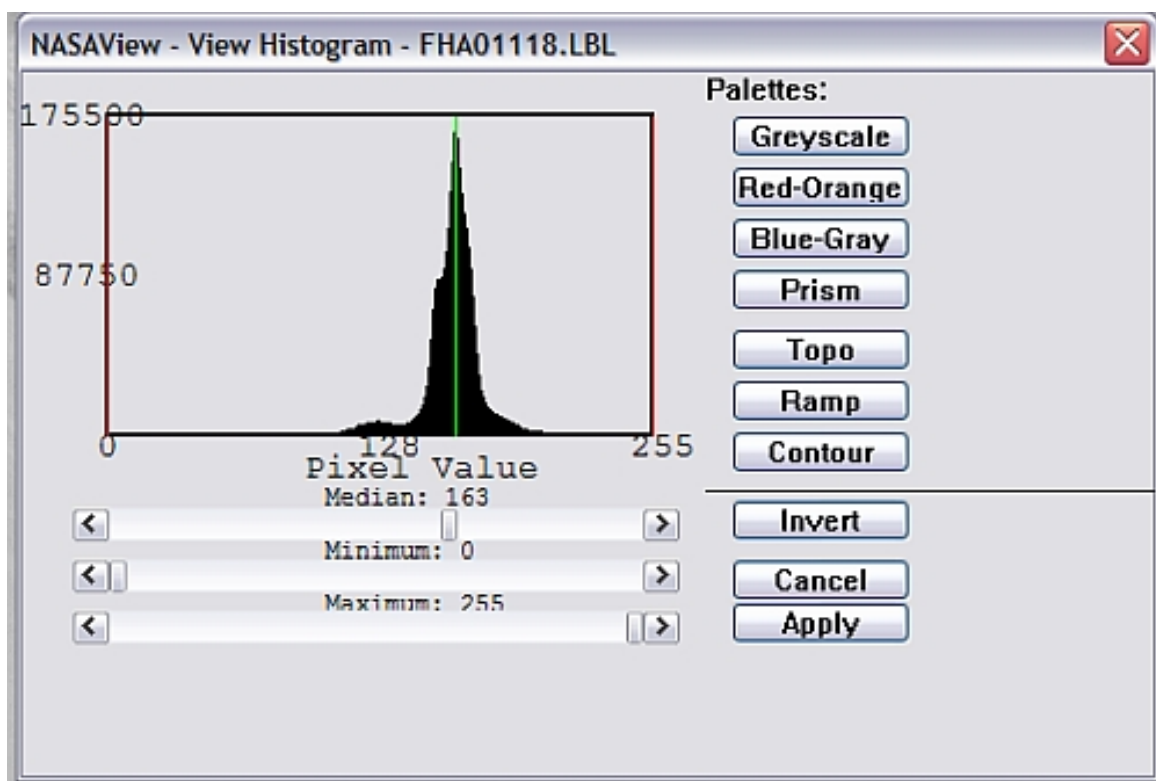 NASAView - View Histogram - FHA01118.LBL
175500
87750
0 128 255
Pixel Value
Median: 163
Minimum: 0
Maximum: 255
Palettes:
Greyscale
Red-Orange
Blue-Gray
Prism
Topo
Ramp
Contour
Invert
Cancel
Apply